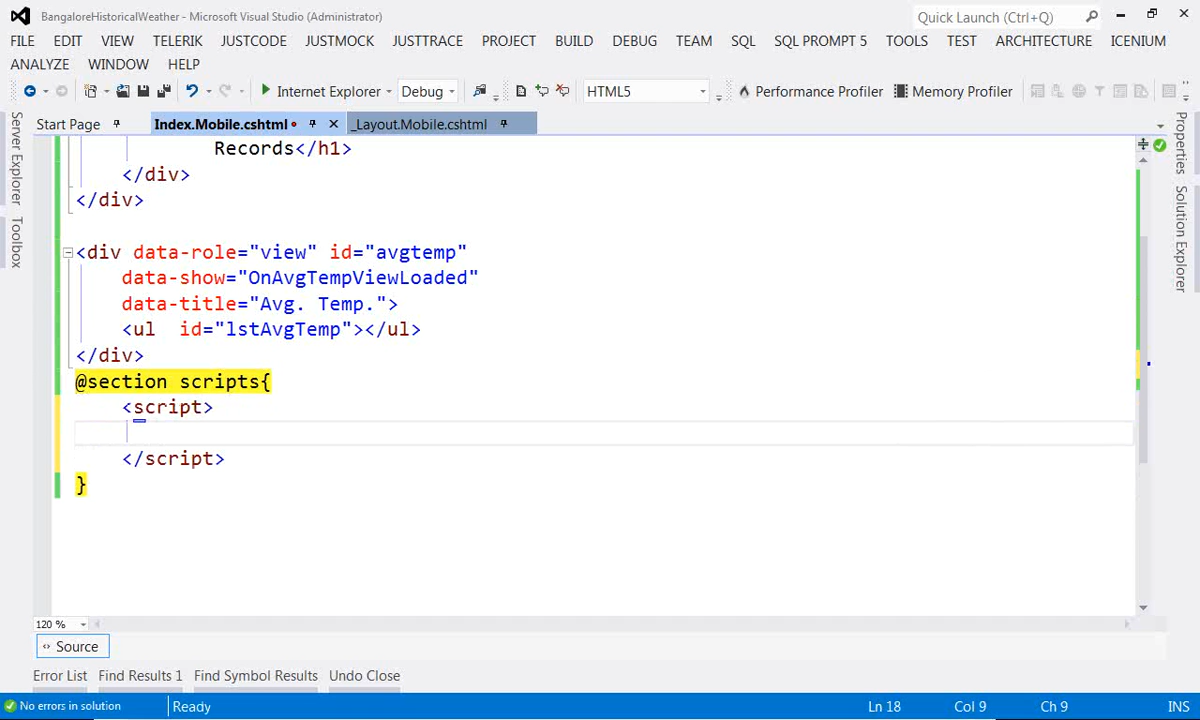 BangaloreHistoricalWeather - Microsoft Visual Studio (Administrator)
Quick Launch (Ctrl+Q)
FILE EDIT VIEW TELERIK JUSTCODE JUSTMOCK JUSTTRACE PROJECT BUILD DEBUG TEAM SQL SQL PROMPT 5 TOOLS TEST ARCHITECTURE ICENIUM
ANALYZE WINDOW HELP
Internet Explorer Debug HTML5 Performance Profiler Memory Profiler
Start Page Index.Mobile.cshtml _Layout.Mobile.cshtml
Server Explorer
Toolbox
Properties
Solution Explorer
Records</h1>
</div>
</div>
<div data-role="view" id="avgtemp"
data-show="OnAvgTempViewLoaded"
data-title="Avg. Temp.">
<ul  id="lstAvgTemp"></ul>
</div>
@section scripts{
<script>
</script>
}
120 %
Source
Error List Find Results 1 Find Symbol Results Undo Close
No errors in solution Ready Ln 18 Col 9 Ch 9 INS